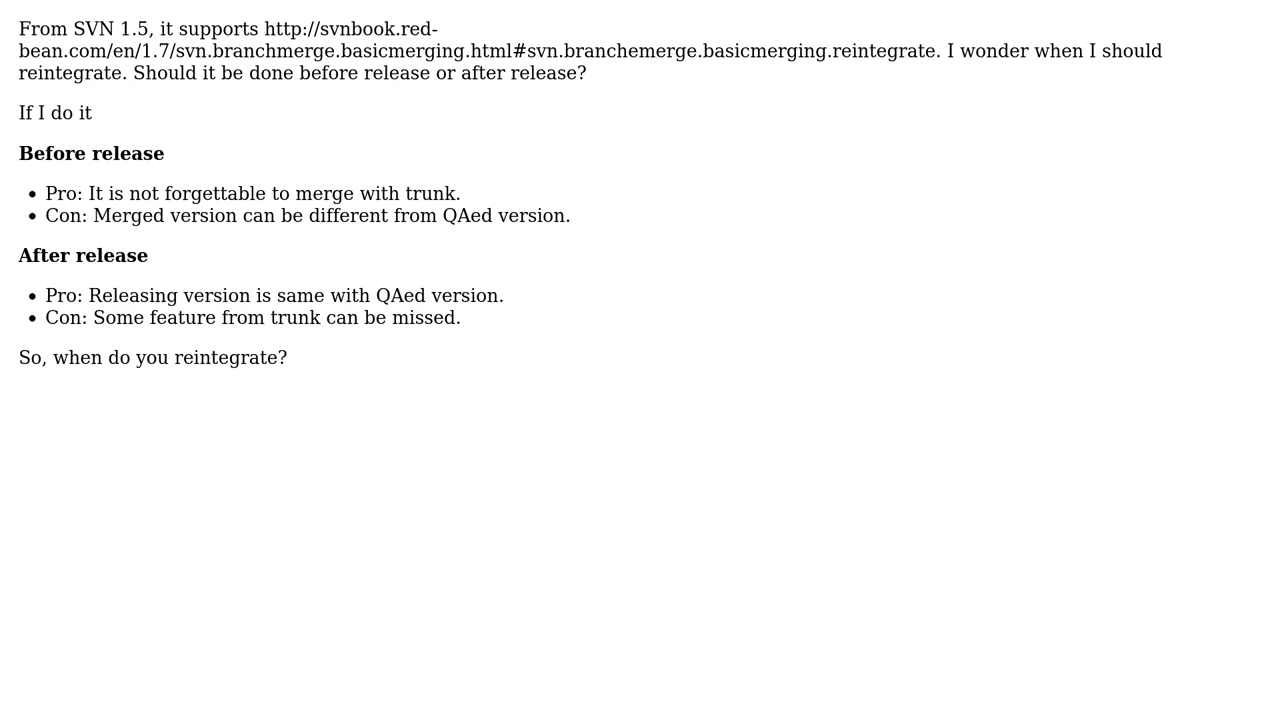 From SVN 1.5, it supports http://svnbook.red-
bean.com/en/1.7/svn.branchmerge.basicmerging.html#svn.branchemerge.basicmerging.reintegrate. I wonder when I should
reintegrate. Should it be done before release or after release?
If I do it
Before release
• Pro: It is not forgettable to merge with trunk.
• Con: Merged version can be different from QAed version.
After release
• Pro: Releasing version is same with QAed version.
• Con: Some feature from trunk can be missed.
So, when do you reintegrate?